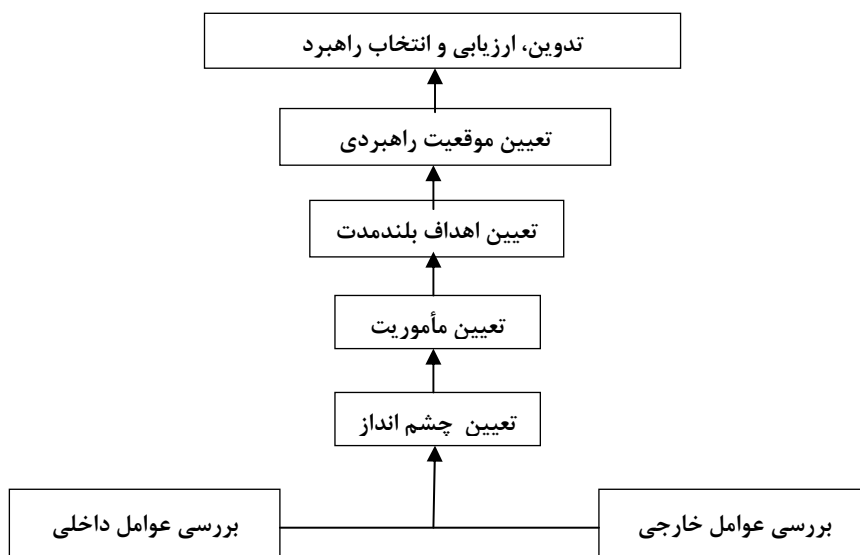 تدوین، ارزیابی و انتخاب راهبرد
تعیین موقعیت راهبردی
تعیین اهداف بلندمدت
تعیین مأموریت
تعیین چشم انداز
بررسی عوامل خارجی
بررسی عوامل داخلی